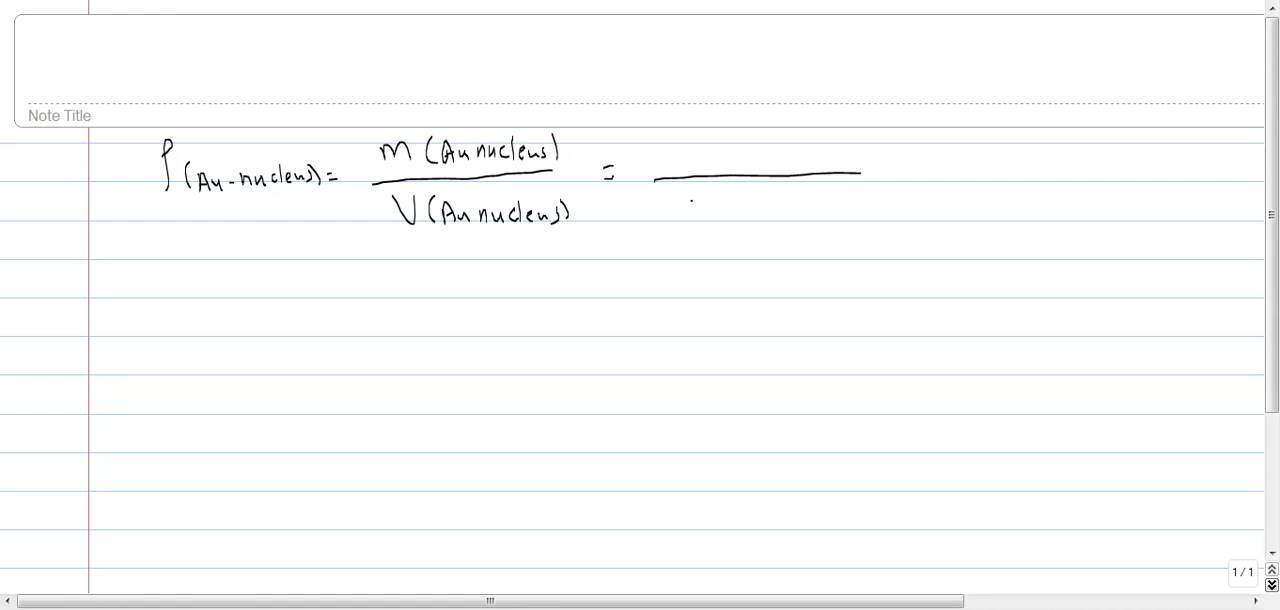 Note Title
ρ(Au-nucleus) = m (Au nucleus) / V (Au nucleus) =
1 / 1